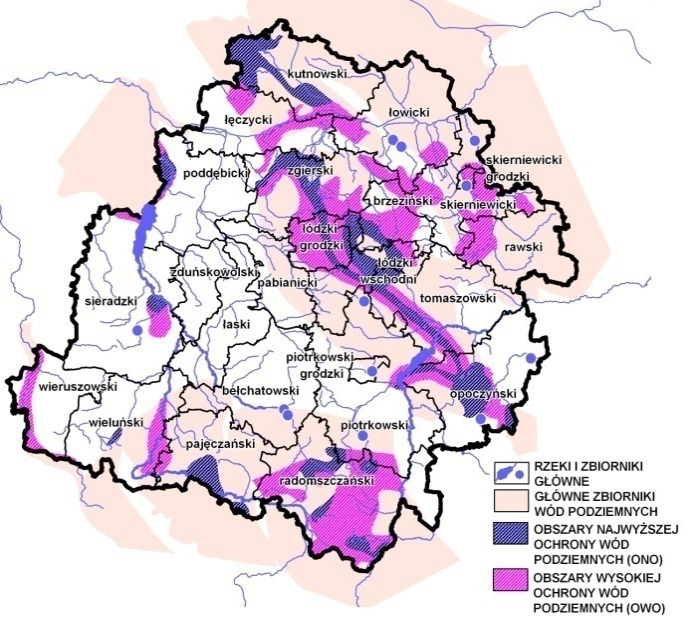 kutnowski
łowicki
łęczycki
skierniewicki
grodzki
poddębicki
zgierski
brzeziński
skierniewicki
łódzki
grodzki
rawski
łódzki
wschodni
zduńskowolski
pabianicki
sieradzki
tomaszowski
łaski
piotrkowski
grodzki
wieruszowski
bełchatowski
opoczyński
wieluński
pajęczański
piotrkowski
radomszczański
RZEKI I ZBIORNIKI
GŁÓWNE
GŁÓWNE ZBIORNIKI
WÓD PODZIEMNYCH
OBSZARY NAJWYŻSZEJ
OCHRONY WÓD
PODZIEMNYCH (ONO)
OBSZARY WYSOKIEJ
OCHRONY WÓD
PODZIEMNYCH (OWO)